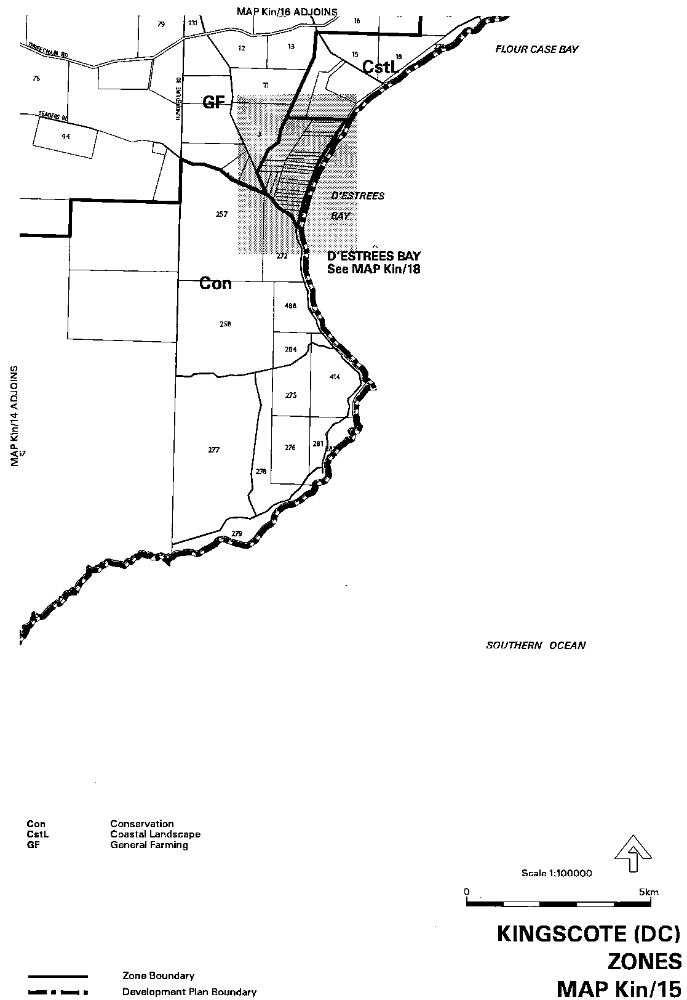 MAP Kin/16 ADJOINS
79
131
16
THREE CHAIN RD
12
13
15
18
FLOUR CASE BAY
CstL
76
HUNDRED LINE RD
11
GF
SEAGERS RD
94
3
D'ESTREES
BAY
257
272
D'ESTREES BAY
See MAP Kin/18
Con
488
258
284
414
275
MAP Kin/14 ADJOINS
277
276
281
278
279
SOUTHERN OCEAN
Con Conservation
CstL Coastal Landscape
GF General Farming
Scale 1:100000
0 5km
KINGSCOTE (DC)
ZONES
MAP Kin/15
Zone Boundary
Development Plan Boundary